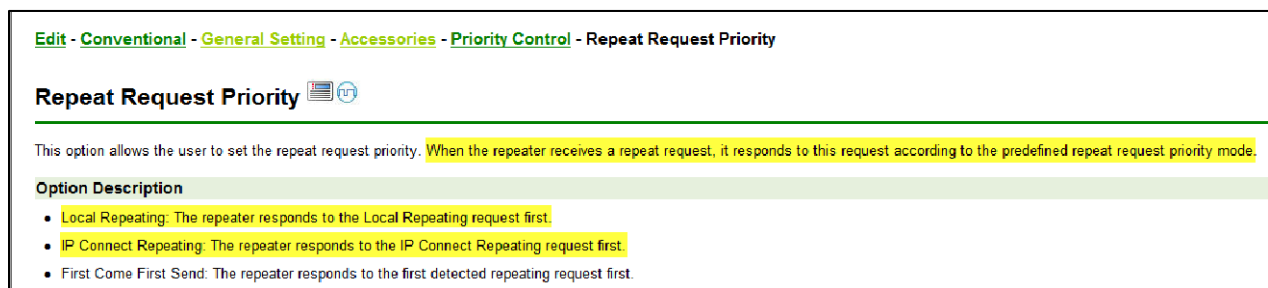 Edit - Conventional - General Setting - Accessories - Priority Control - Repeat Request Priority
Repeat Request Priority
This option allows the user to set the repeat request priority. When the repeater receives a repeat request, it responds to this request according to the predefined repeat request priority mode.
Option Description
• Local Repeating: The repeater responds to the Local Repeating request first.
• IP Connect Repeating: The repeater responds to the IP Connect Repeating request first.
• First Come First Send: The repeater responds to the first detected repeating request first.